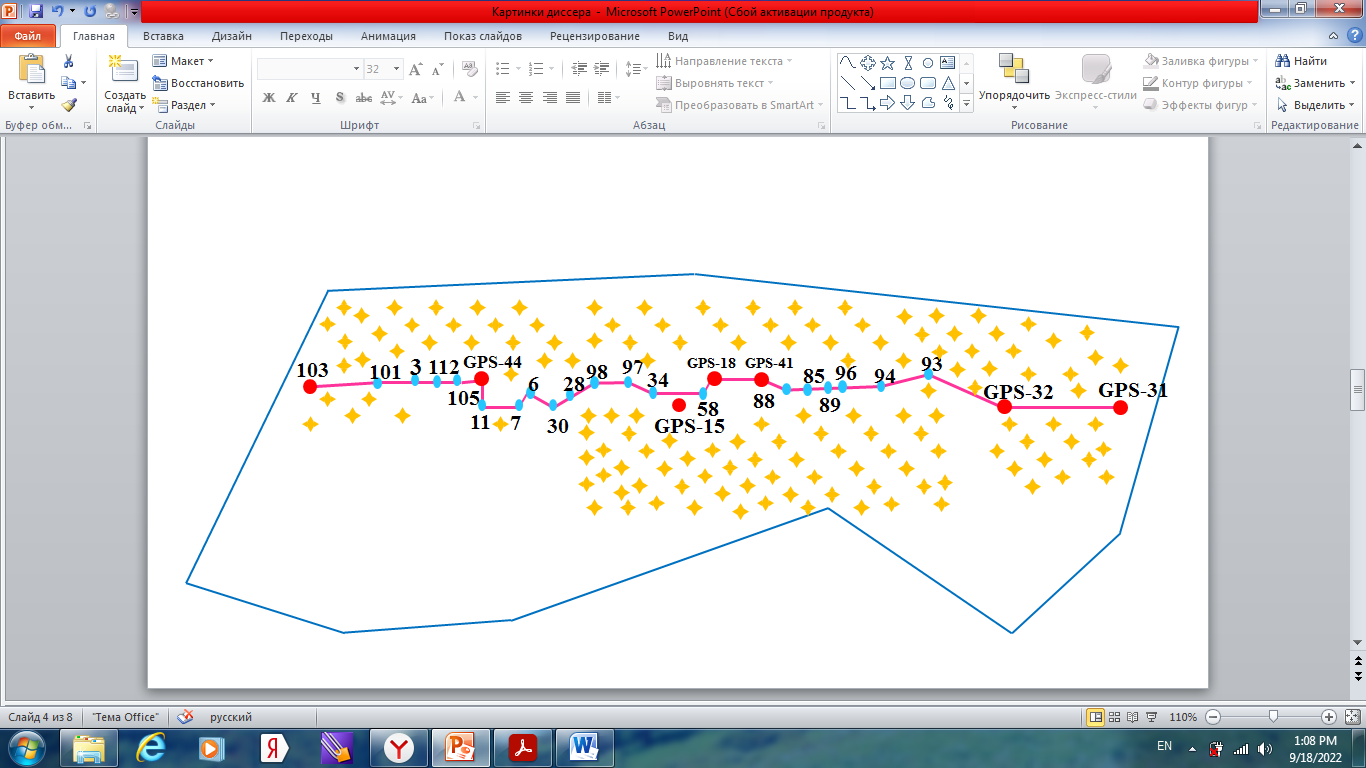 Картинки диссера - Microsoft PowerPoint (Сбой активации продукта)
Файл Главная Вставка Дизайн Переходы Анимация Показ слайдов Рецензирование Вид
Вставить
Буфер обм...
Создать слайд
Макет
Восстановить
Раздел
Слайды
32
Ж К Ч S abc AV Aa A
Шрифт
Абзац
Направление текста
Выровнять текст
Преобразовать в SmartArt
Упорядочить
Экспресс-стили
Заливка фигуры
Контур фигуры
Эффекты фигур
Рисование
Найти
Заменить
Выделить
Редактирование
103
101
3
112
GPS-44
105
11
7
6
30
28
98
97
34
GPS-15
58
GPS-18
GPS-41
88
85
89
96
94
93
GPS-32
GPS-31
Слайд 4 из 8 "Тема Office" русский 110%
EN 1:08 PM
9/18/2022